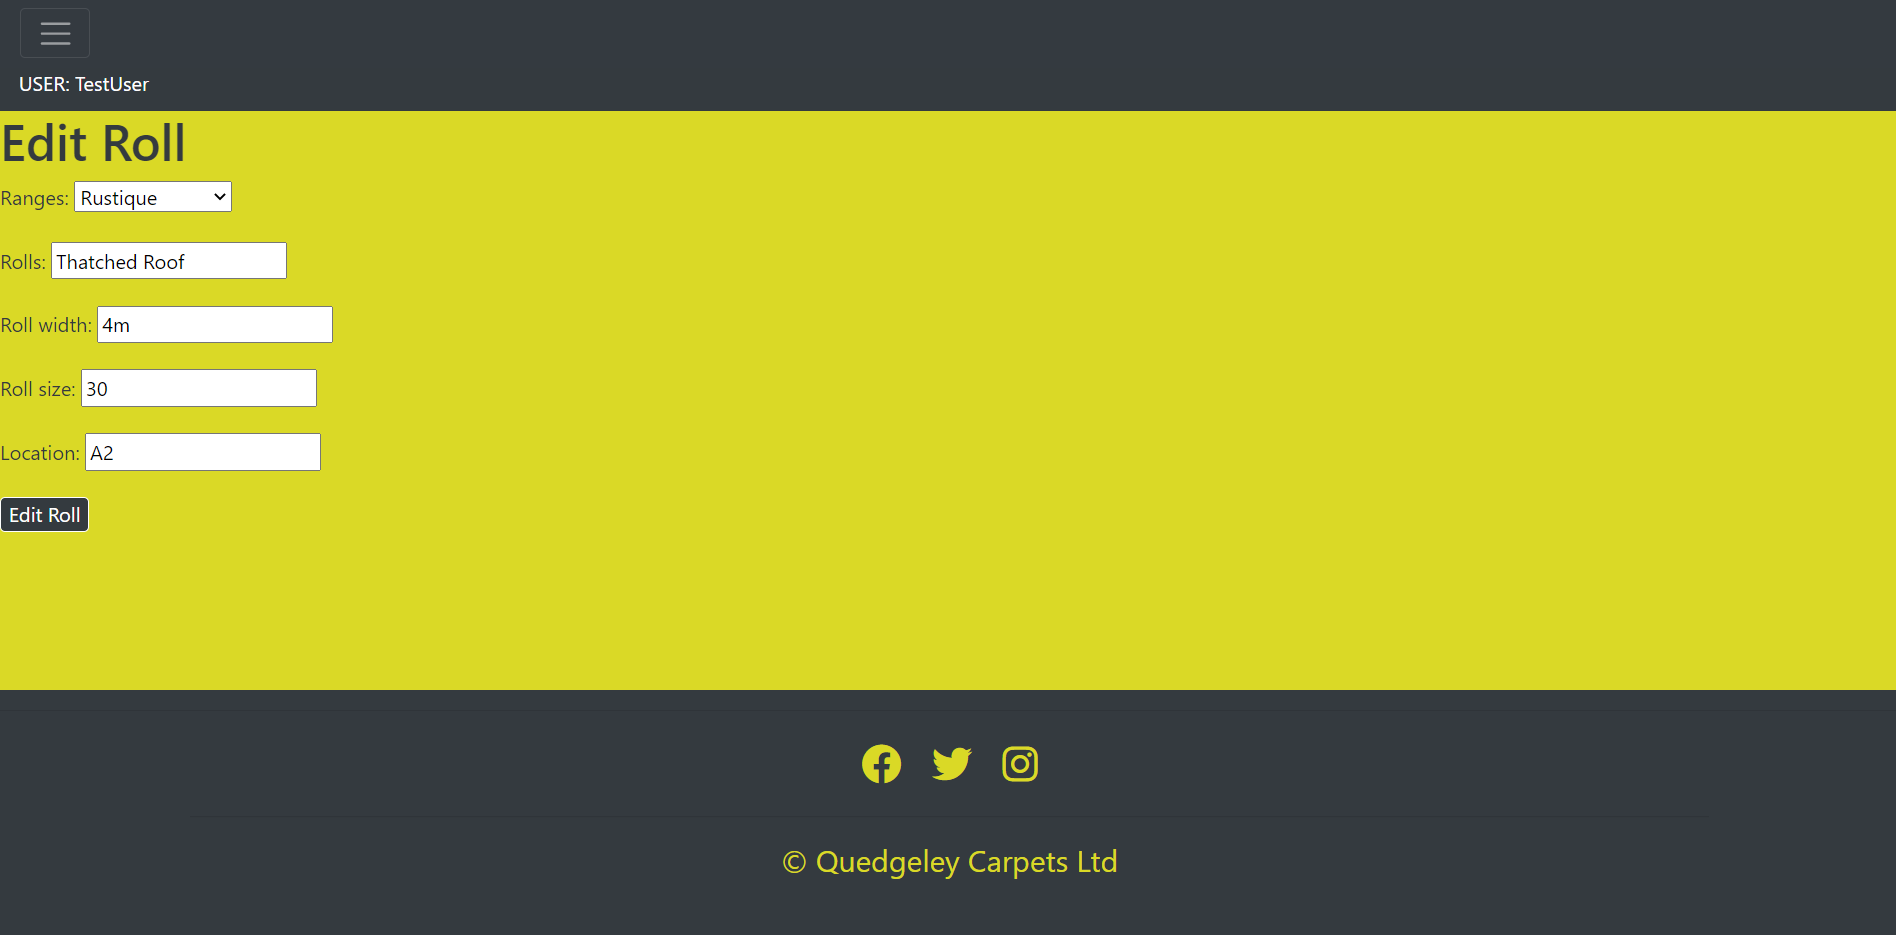 USER: TestUser
Edit Roll
Ranges: Rustique
Rolls: Thatched Roof
Roll width: 4m
Roll size: 30
Location: A2
Edit Roll
© Quedgeley Carpets Ltd